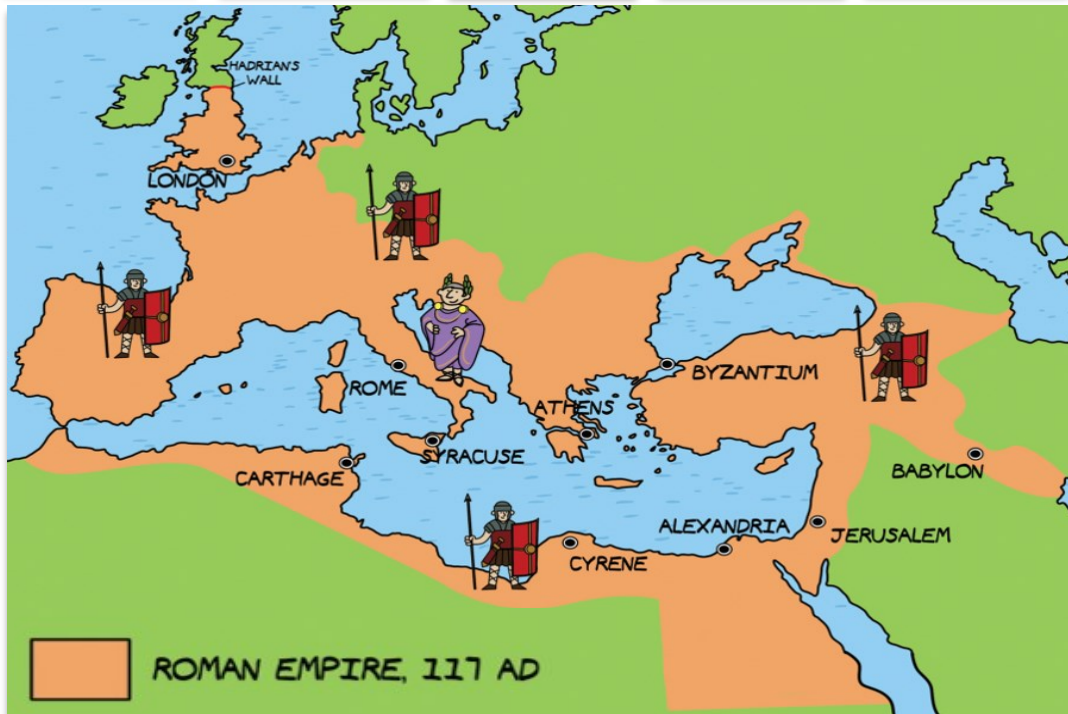 HADRIAN'S
WALL
LONDON
ROME
BYZANTIUM
ATHENS
SYRACUSE
CARTHAGE
BABYLON
ALEXANDRIA
JERUSALEM
CYRENE
ROMAN EMPIRE, 117 AD